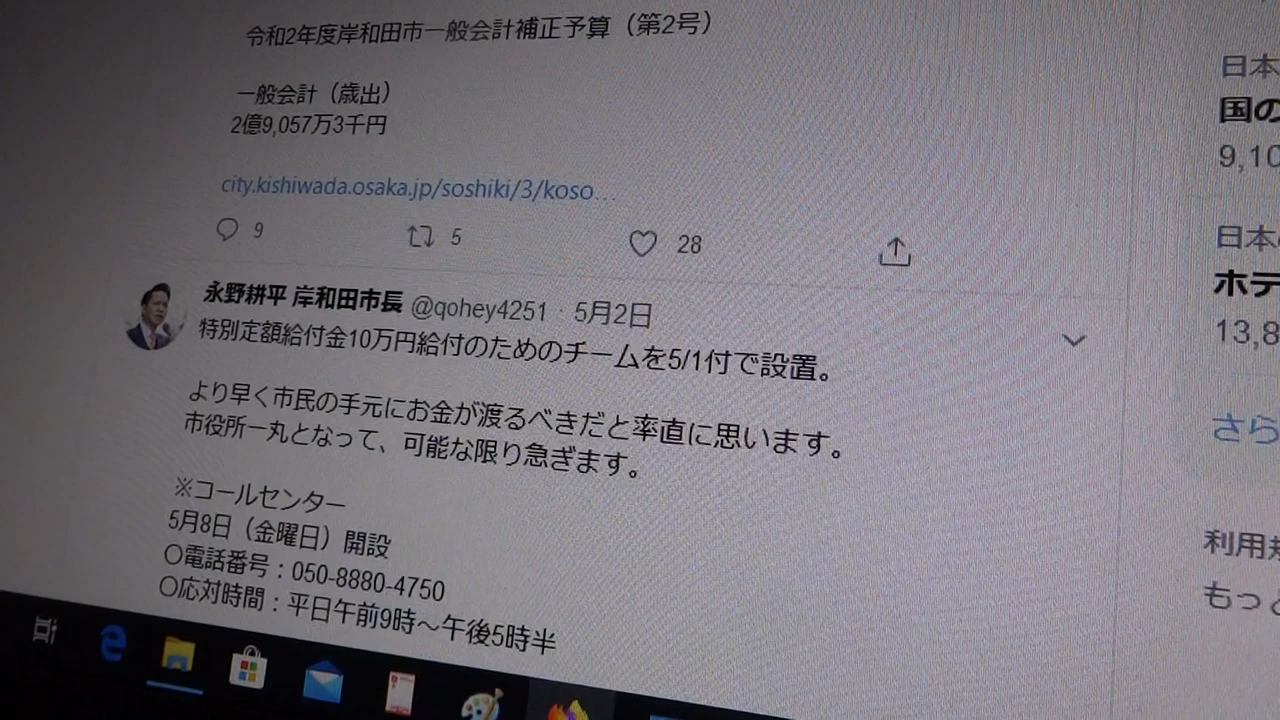 令和2年度岸和田市一般会計補正予算（第2号）
一般会計（歳出）
2億9,057万3千円
city.kishiwada.osaka.jp/soshiki/3/koso…
9 5 28
永野耕平 岸和田市長 @qohey4251 · 5月2日
特別定額給付金10万円給付のためのチームを5/1付で設置。
より早く市民の手元にお金が渡るべきだと率直に思います。
市役所一丸となって、可能な限り急ぎます。
※コールセンター
5月8日（金曜日）開設
〇電話番号：050-8880-4750
〇応対時間：平日午前9時～午後5時半
日本
国の
9,10
日本の
ホテ
13,8
さら
利用規
もっと